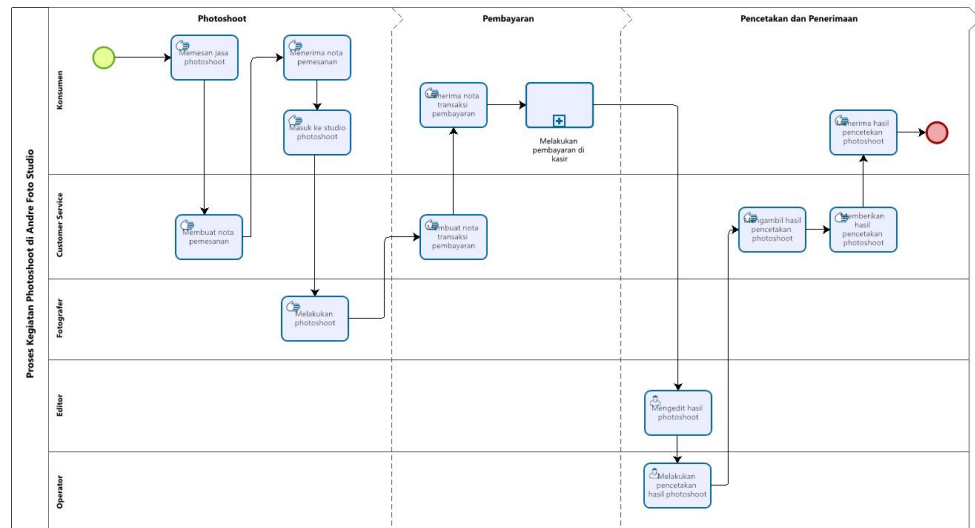 Proses Kegiatan Photoshoot di Andre Foto Studio
Photoshoot
Pembayaran
Pencetakan dan Penerimaan
Konsumen
Memesan jasa
photoshoot
Menerima nota
pemesanan
Masuk ke studio
photoshoot
Menerima nota
transaksi
pembayaran
Melakukan
pembayaran di
kasir
Menerima hasil
pencetekan
photoshoot
Customer Service
Membuat nota
pemesanan
Membuat nota
transaksi
pembayaran
Mengambil hasil
pencetakan
photoshoot
Memberikan
hasil
pencetakan
photoshoot
Fotografer
Melakukan
photoshoot
Editor
Mengedit hasil
photoshoot
Operator
Melakukan
pencetakan
hasil photoshoot